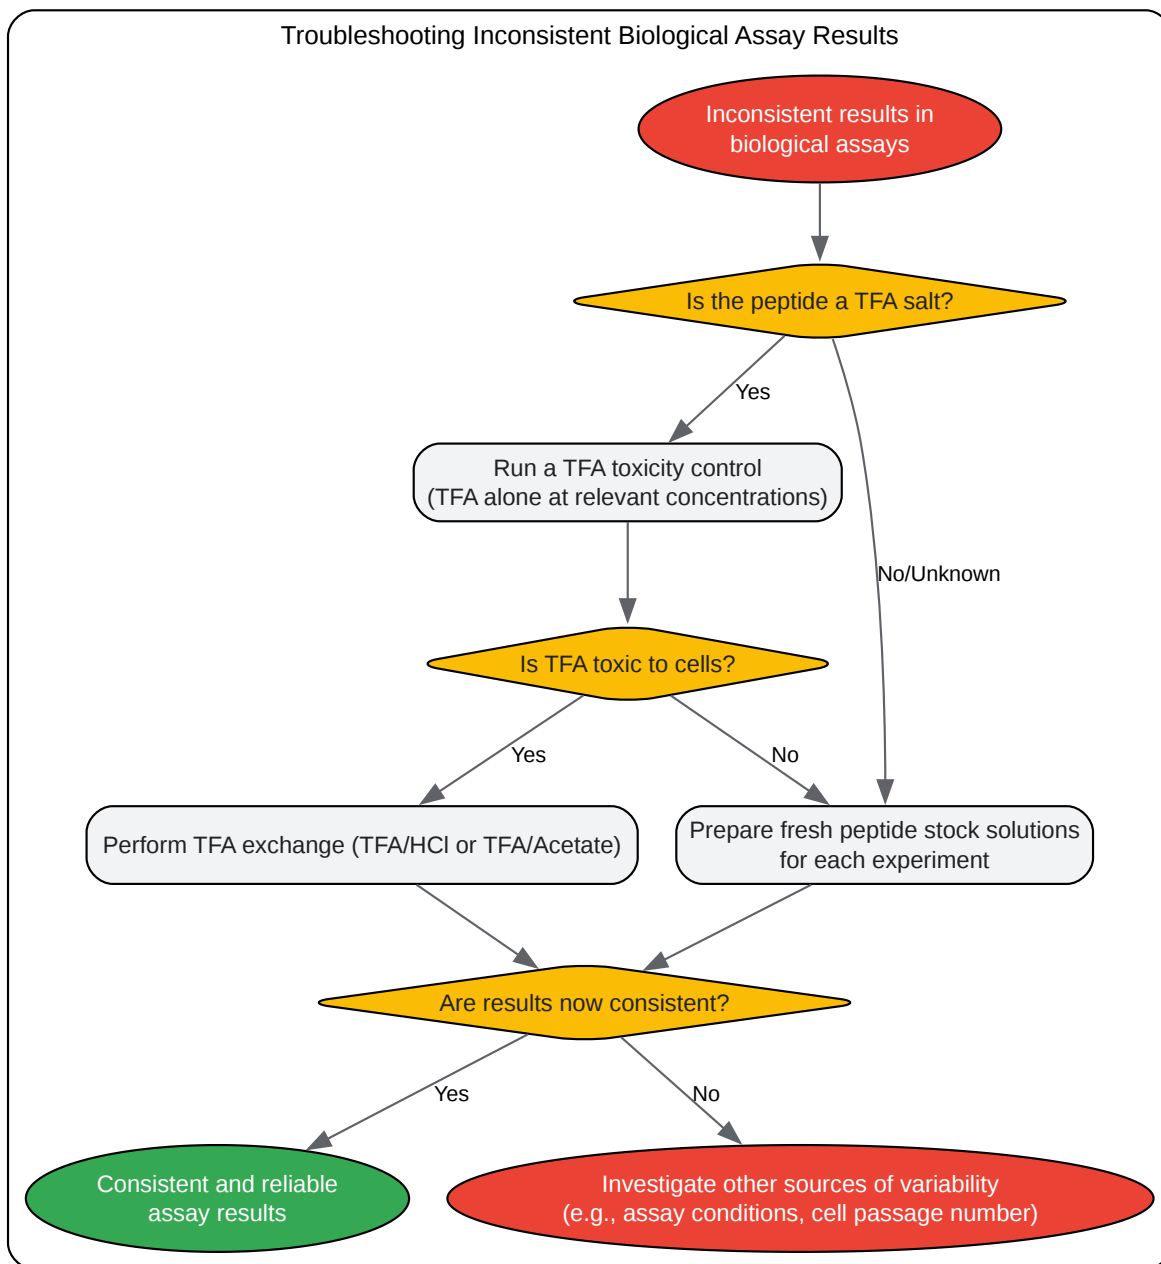 Troubleshooting Inconsistent Biological Assay Results
Inconsistent results in
biological assays
Is the peptide a TFA salt?
Yes
Run a TFA toxicity control
(TFA alone at relevant concentrations)
No/Unknown
Is TFA toxic to cells?
Yes
No
Perform TFA exchange (TFA/HCl or TFA/Acetate)
Prepare fresh peptide stock solutions
for each experiment
Are results now consistent?
Yes
No
Consistent and reliable
assay results
Investigate other sources of variability
(e.g., assay conditions, cell passage number)